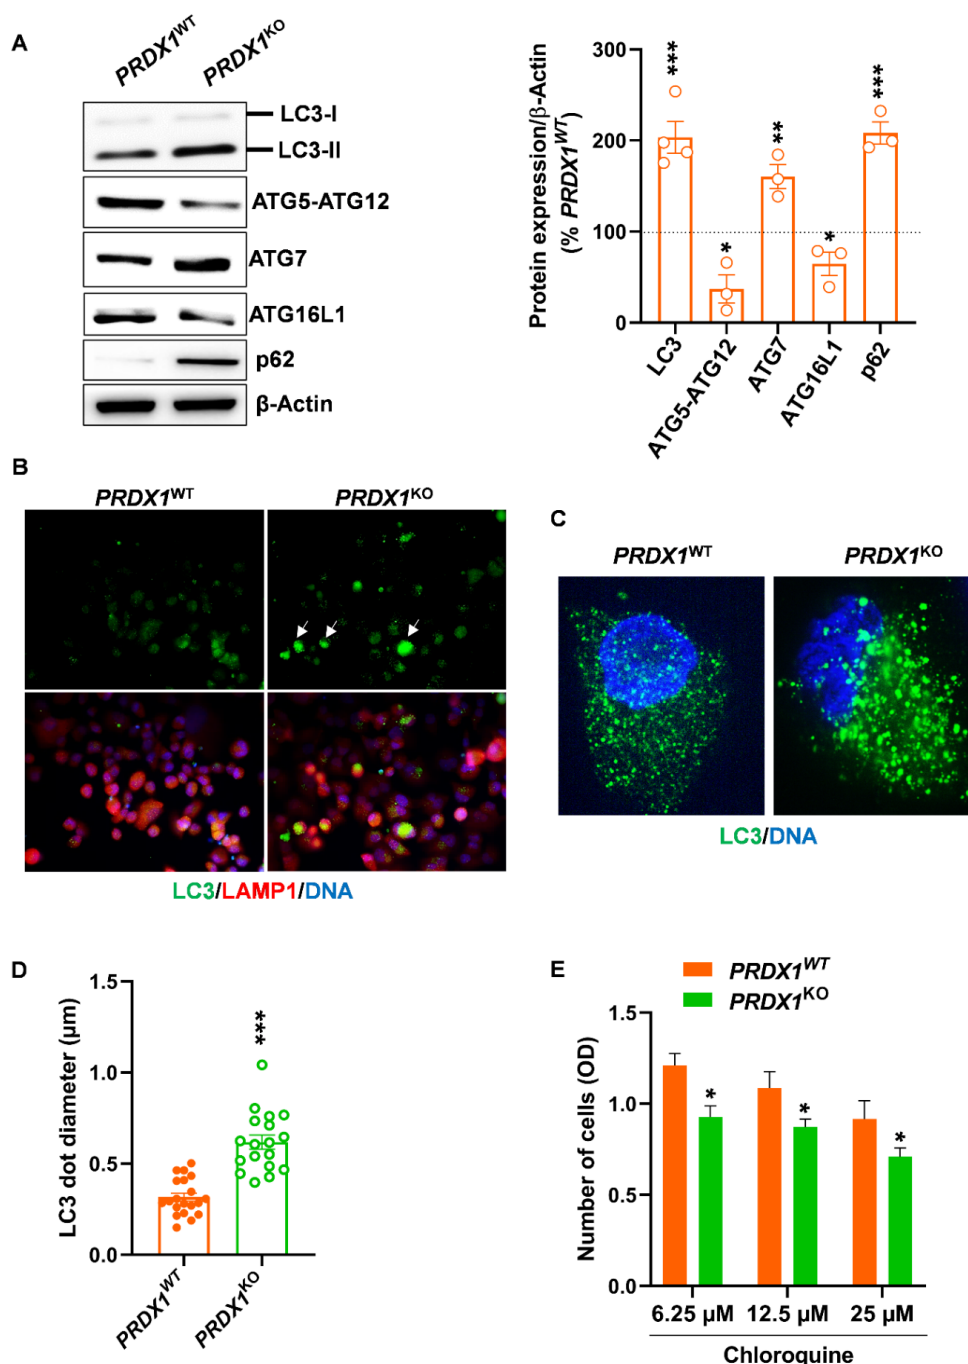 A
PRDX1WT
PRDX1KO
LC3-I
LC3-II
ATG5-ATG12
ATG7
ATG16L1
p62
β-Actin
Protein expression/β-Actin
(% PRDX1WT)
300
200
100
0
***
*
**
*
***
LC3
ATG5-ATG12
ATG7
ATG16L1
p62
B
PRDX1WT
PRDX1KO
LC3/LAMP1/DNA
C
PRDX1WT
PRDX1KO
LC3/DNA
D
LC3 dot diameter (µm)
1.5
1.0
0.5
0.0
***
PRDX1WT
PRDX1KO
E
PRDX1WT
PRDX1KO
Number of cells (OD)
1.5
1.0
0.5
0.0
*
*
*
6.25 µM
12.5 µM
25 µM
Chloroquine